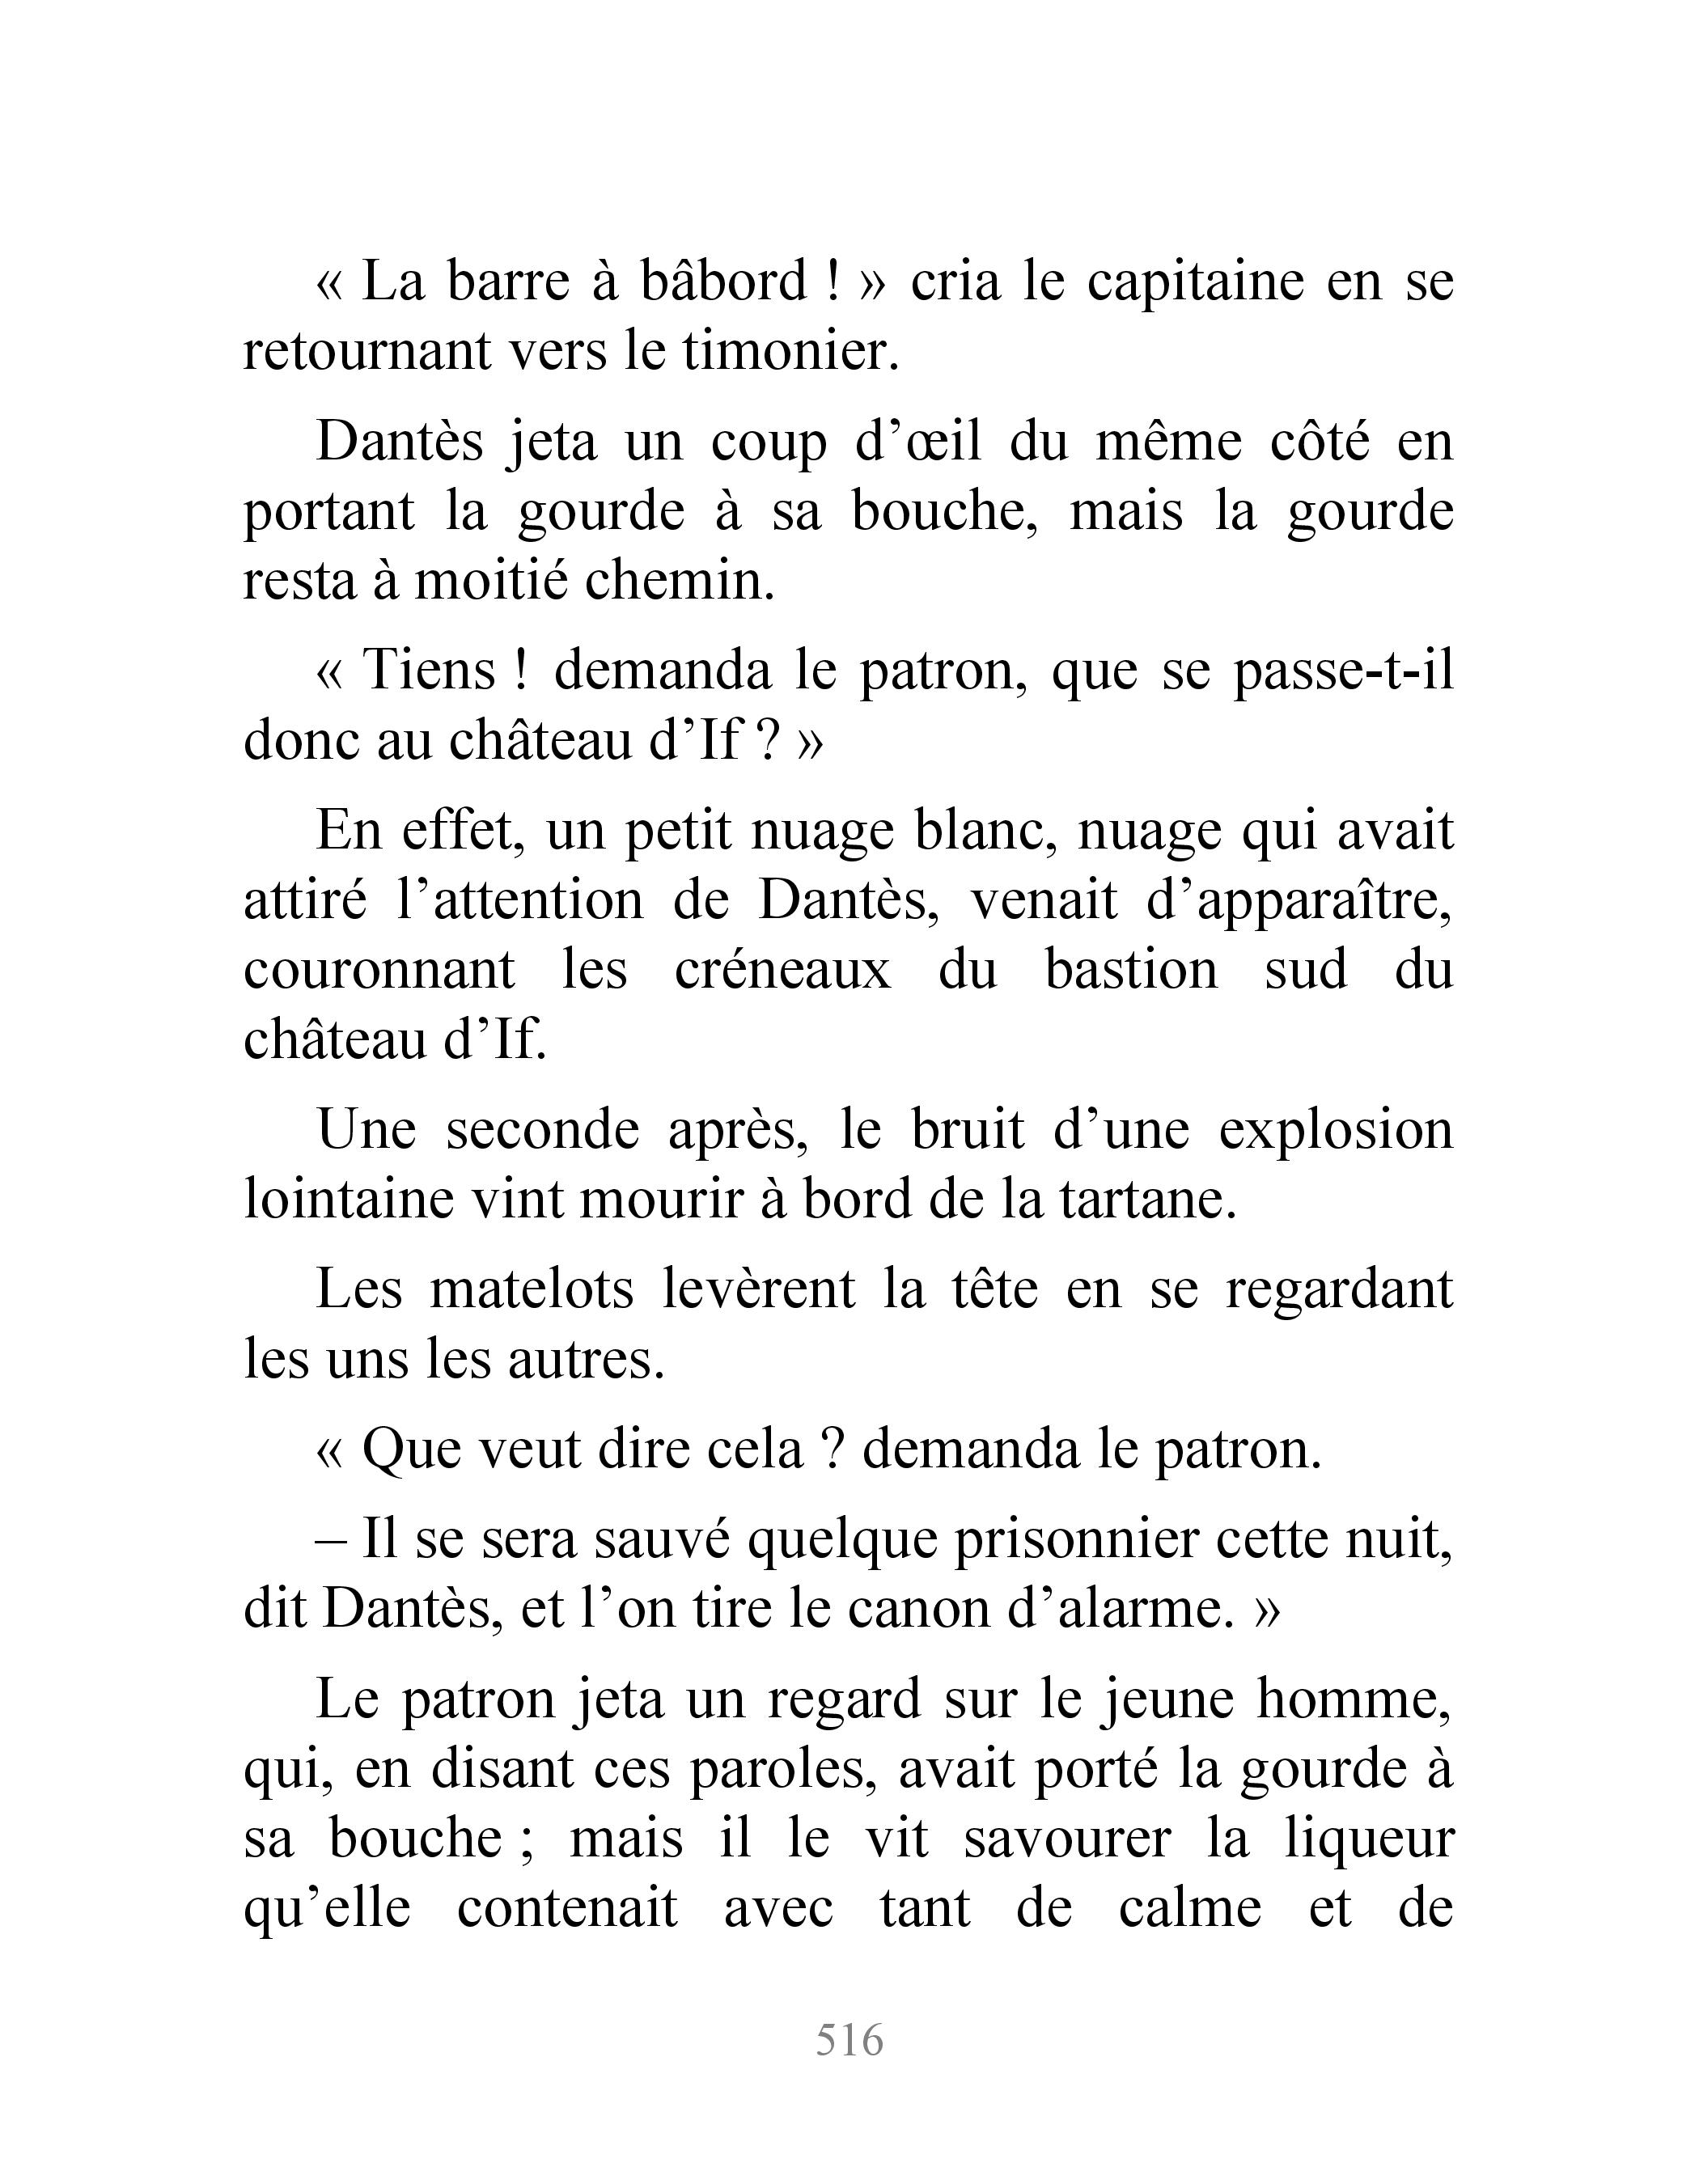 « La barre à bâbord ! » cria le capitaine en se
retournant vers le timonier.
Dantès jeta un coup d’œil du même côté en
portant la gourde à sa bouche, mais la gourde
resta à moitié chemin.
« Tiens ! demanda le patron, que se passe-t-il
donc au château d’If ? »
En effet, un petit nuage blanc, nuage qui avait
attiré l’attention de Dantès, venait d’apparaître,
couronnant les créneaux du bastion sud du
château d’If.
Une seconde après, le bruit d’une explosion
lointaine vint mourir à bord de la tartane.
Les matelots levèrent la tête en se regardant
les uns les autres.
« Que veut dire cela ? demanda le patron.
– Il se sera sauvé quelque prisonnier cette nuit,
dit Dantès, et l’on tire le canon d’alarme. »
Le patron jeta un regard sur le jeune homme,
qui, en disant ces paroles, avait porté la gourde à
sa bouche ; mais il le vit savourer la liqueur
qu’elle contenait avec tant de calme et de
516